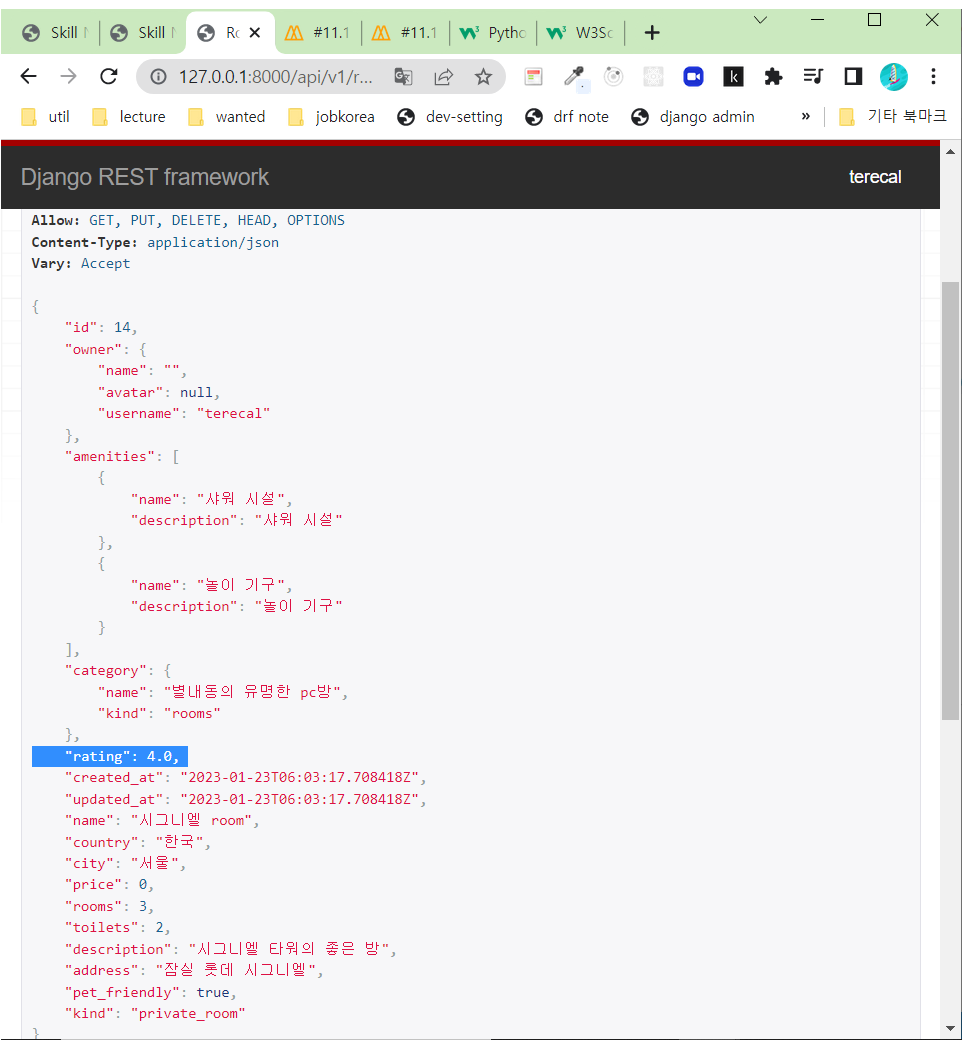 Skill
Skill
Ro
#11.1
#11.1
Pytho
W3Sc
127.0.0.1:8000/api/v1/r...
util
lecture
wanted
jobkorea
dev-setting
drf note
django admin
»
기타 북마크
Django REST framework
terecal
Allow: GET, PUT, DELETE, HEAD, OPTIONS
Content-Type: application/json
Vary: Accept
{
"id": 14,
"owner": {
"name": "",
"avatar": null,
"username": "terecal"
},
"amenities": [
{
"name": "샤워 시설",
"description": "샤워 시설"
},
{
"name": "놀이 기구",
"description": "놀이 기구"
}
],
"category": {
"name": "별내동의 유명한 pc방",
"kind": "rooms"
},
"rating": 4.0,
"created_at": "2023-01-23T06:03:17.708418Z",
"updated_at": "2023-01-23T06:03:17.708418Z",
"name": "시그니엘 room",
"country": "한국",
"city": "서울",
"price": 0,
"rooms": 3,
"toilets": 2,
"description": "시그니엘 타워의 좋은 방",
"address": "잠실 롯데 시그니엘",
"pet_friendly": true,
"kind": "private_room"
}